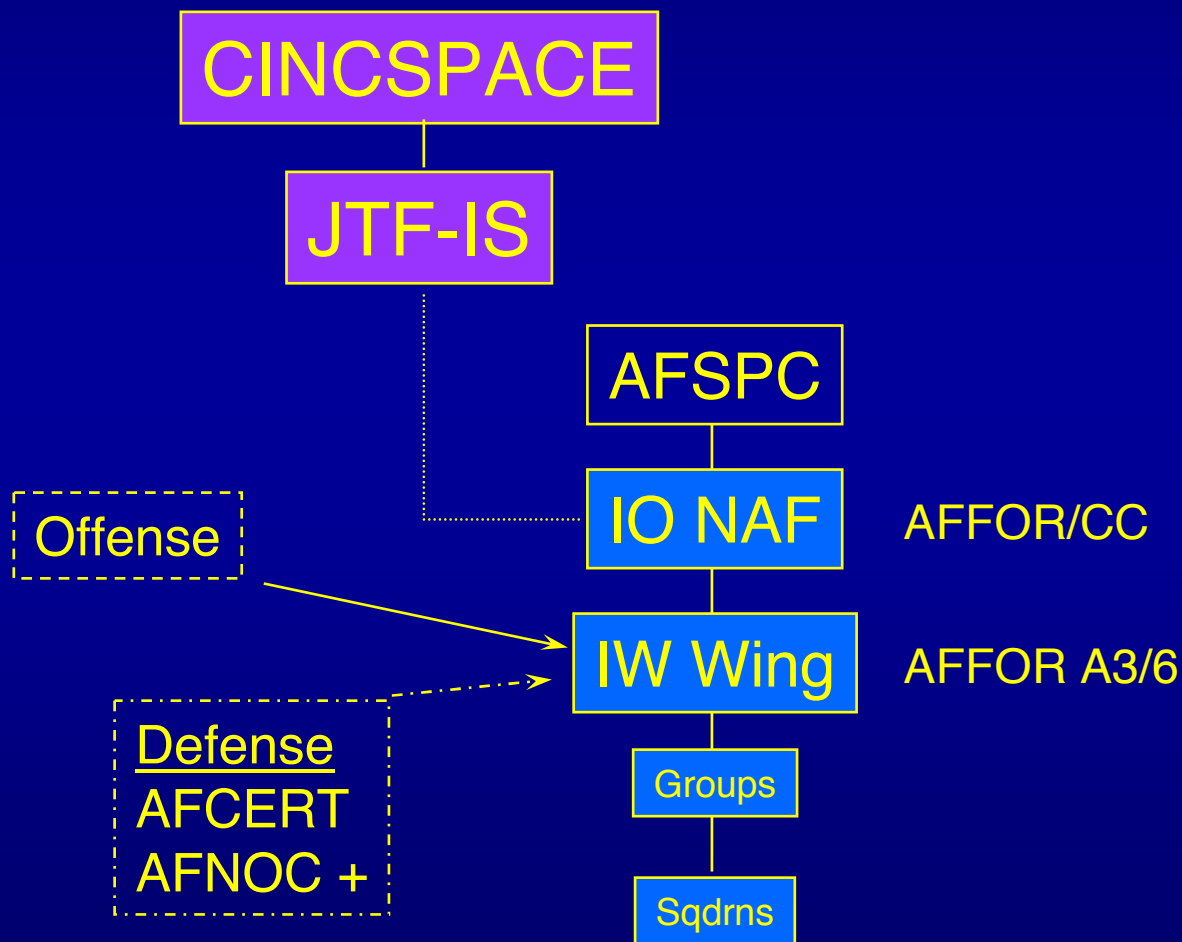 CINCSPACE
JTF-IS
AFSPC
IO NAF
AFFOR/CC
Offense
IW Wing
AFFOR A3/6
Defense
AFCERT
AFNOC +
Groups
Sqdrns